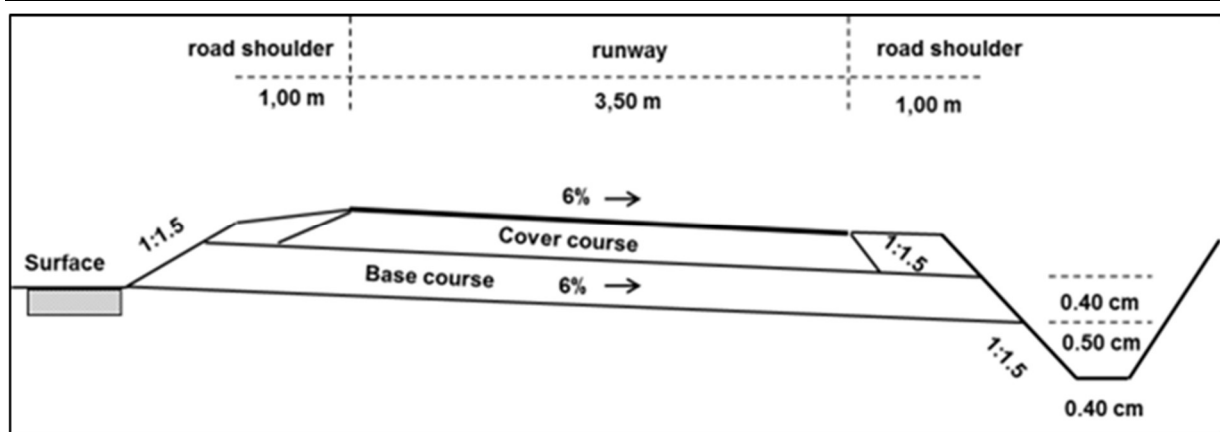 road shoulder
runway
road shoulder
1,00 m
3,50 m
1,00 m
6%
1:1.5
Cover course
1:1.5
Surface
Base course
6%
0.40 cm
0.50 cm
1:1.5
0.40 cm